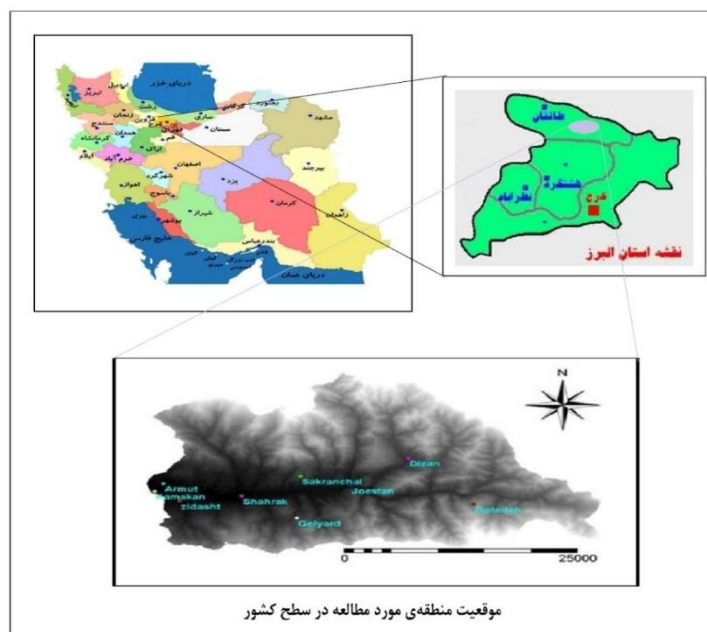 دریای خزر
تبریز
اردبیل
رشت
زنجان
قزوین
ساری
گرگان
بجنورد
مشهد
سنندج
همدان
تهران
سمنان
کرمانشاه
اراک
ایلام
خرم آباد
اصفهان
بیرجند
شهرکرد
یزد
اهواز
یاسوج
کرمان
شیراز
بوشهر
زاهدان
خلیج فارس
بندرعباس
دریای عمان
طالقان
هشتگرد
نظرآباد
کرج
نقشه استان البرز
N
Dizan
Sakranchal
Armut
Joestan
Shahrak
zidasht
Gelyard
0
25000
موقعیت منطقه‌ی مورد مطالعه در سطح کشور